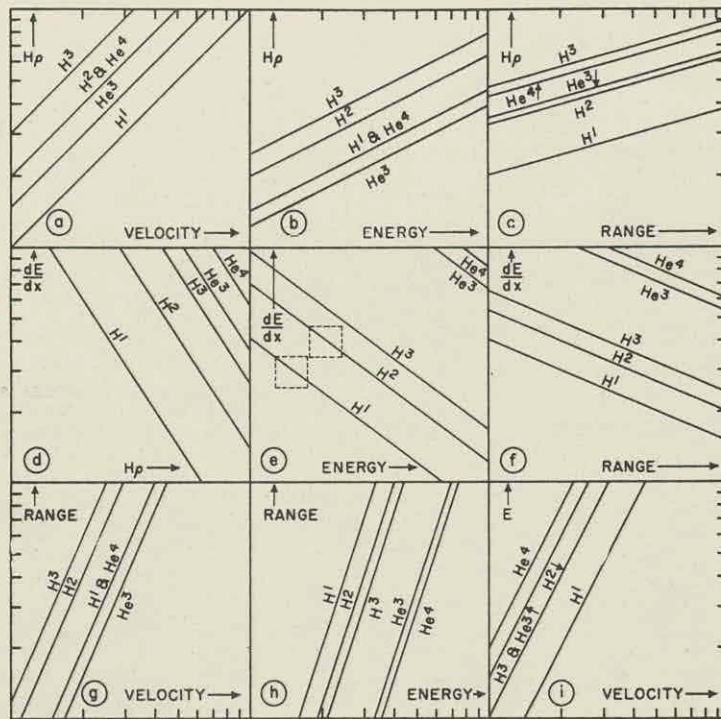 Hρ
H³
H² & He⁴
He³
H¹
a
VELOCITY
Hρ
H³
H²
H¹ & He⁴
He³
b
ENERGY
Hρ
H³
He⁴
He³
H²
H¹
c
RANGE
dE/dx
H¹
H²
H³
He³
He⁴
d
Hρ
dE/dx
He⁴
He³
H³
H²
H¹
e
ENERGY
dE/dx
He⁴
He³
H³
H²
H¹
f
RANGE
RANGE
H³
H²
H¹ & He⁴
He³
g
VELOCITY
RANGE
H¹
H²
H³
He³
He⁴
h
ENERGY
E
He⁴
H³ & He³
H²
H¹
i
VELOCITY